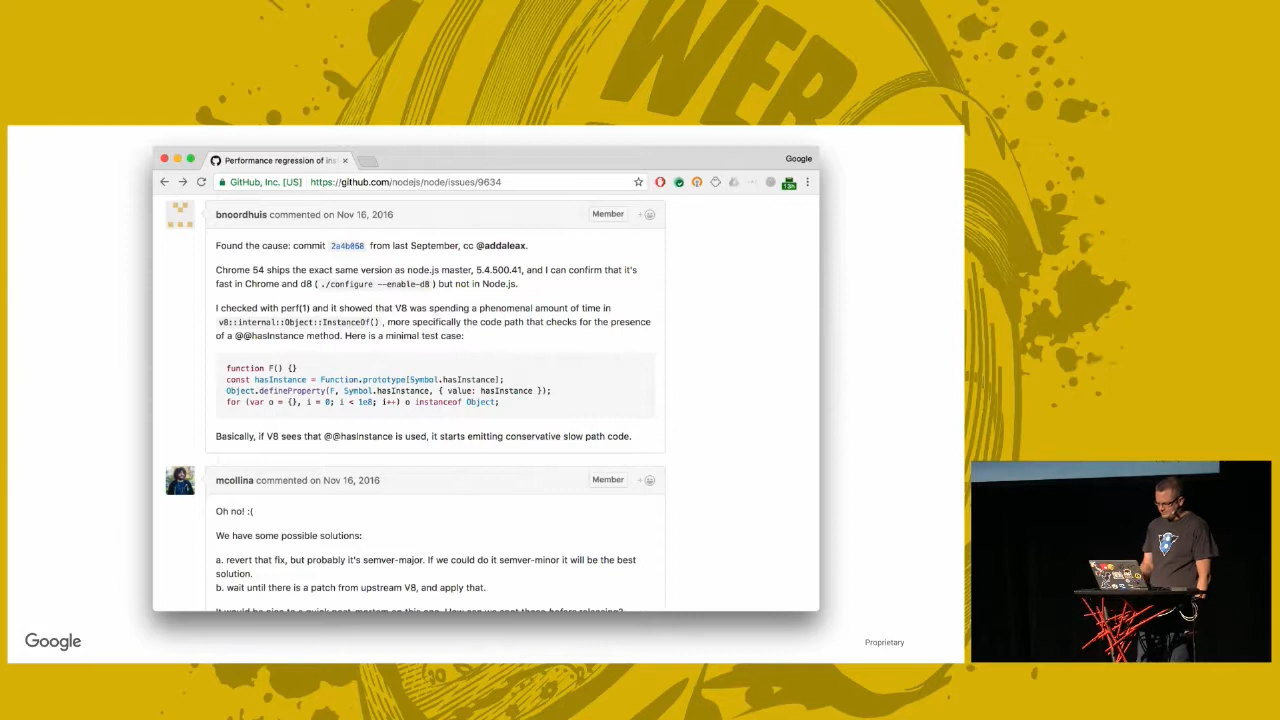 WEB
Performance regression of ins
Google
GitHub, Inc. [US]
https://github.com/nodejs/node/issues/9634
13h
bnoordhuis commented on Nov 16, 2016
Member
Found the cause: commit 2a4b068 from last September, cc @addaleax.
Chrome 54 ships the exact same version as node.js master, 5.4.500.41, and I can confirm that it's
fast in Chrome and d8 ( ./configure --enable-d8 ) but not in Node.js.
I checked with perf(1) and it showed that V8 was spending a phenomenal amount of time in
v8::internal::Object::InstanceOf() , more specifically the code path that checks for the presence
of a @@hasInstance method. Here is a minimal test case:
function F() {}
const hasInstance = Function.prototype[Symbol.hasInstance];
Object.defineProperty(F, Symbol.hasInstance, { value: hasInstance });
for (var o = {}, i = 0; i < 1e8; i++) o instanceof Object;
Basically, if V8 sees that @@hasInstance is used, it starts emitting conservative slow path code.
mcollina commented on Nov 16, 2016
Member
Oh no! :(
We have some possible solutions:
a. revert that fix, but probably it's semver-major. If we could do it semver-minor it will be the best
solution.
b. wait until there is a patch from upstream V8, and apply that.
Google
Proprietary